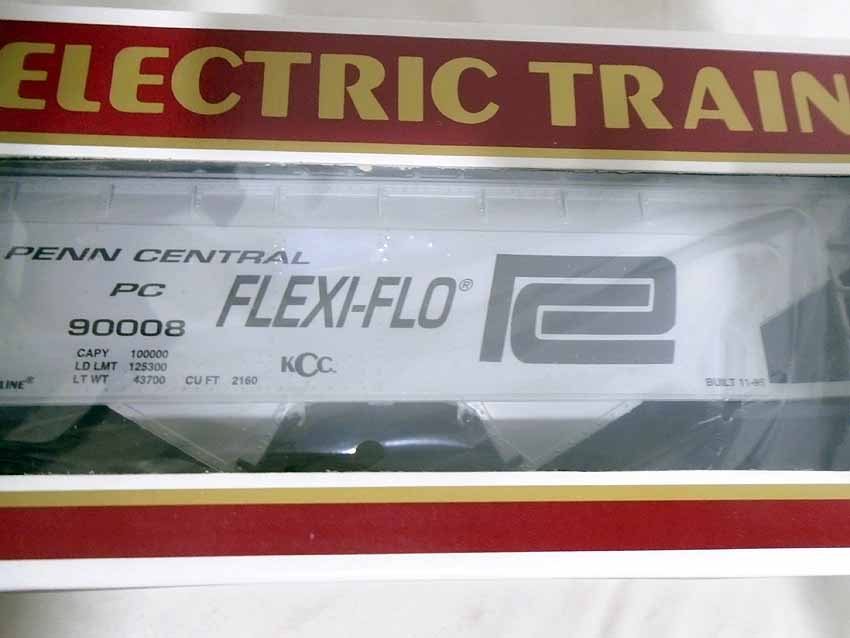 ELECTRIC TRAIN
PENN CENTRAL
PC
90008
FLEXI-FLO®
CAPY 100000
LD LMT 125300
LT WT 43700 CU FT 2160
LINE®
KCC
BUILT 11-95